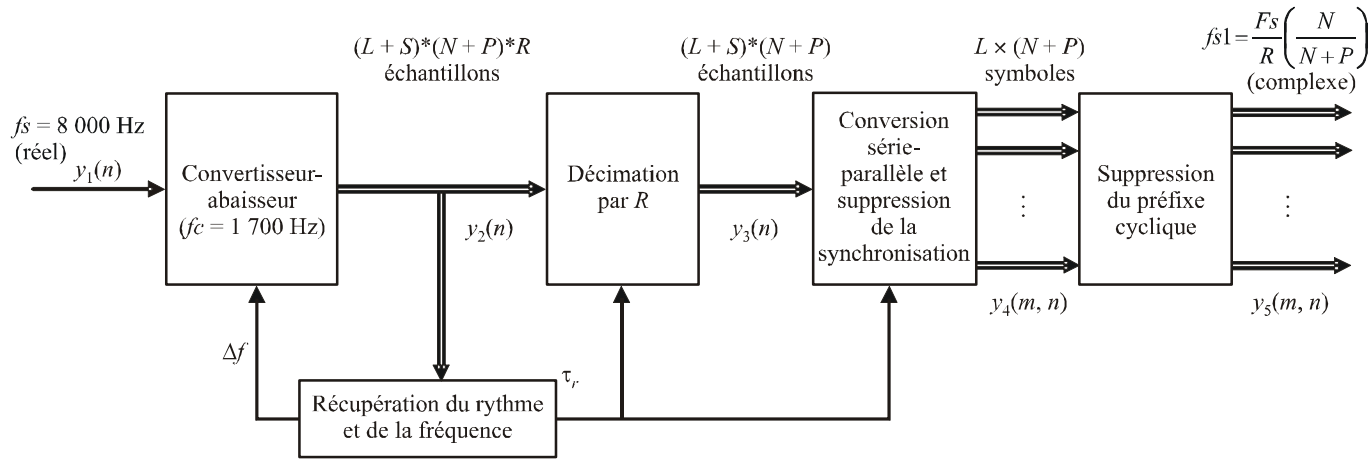 (L + S)*(N + P)*R
échantillons
(L + S)*(N + P)
échantillons
L × (N + P)
symboles
fs1 = Fs/R (N/(N + P))
(complexe)
fs = 8 000 Hz
(réel)
y1(n)
Convertisseur-
abaisseur
(fc = 1 700 Hz)
y2(n)
Décimation
par R
y3(n)
Conversion
série-
parallèle et
suppression
de la
synchronisation
⋮
y4(m, n)
Suppression
du préfixe
cyclique
⋮
y5(m, n)
Δf
τr
Récupération du rythme
et de la fréquence